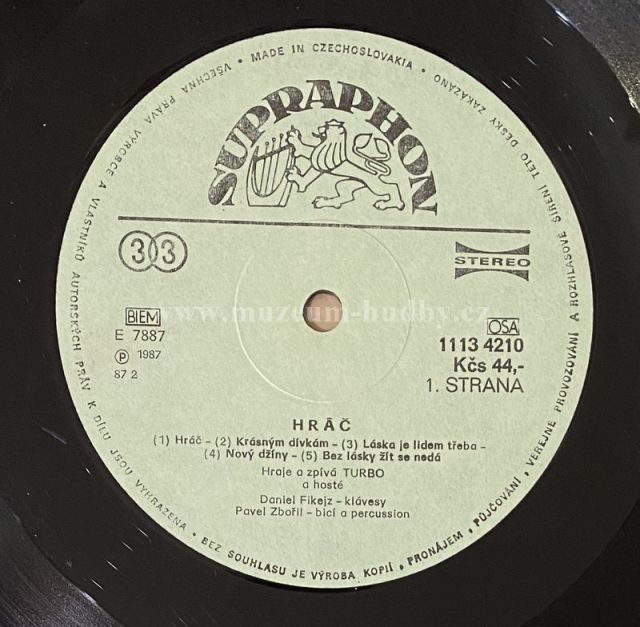 MADE IN CZECHOSLOVAKIA • ZAKÁZÁNO
VŠECHNA PRÁVA VÝROBCE A VLASTNÍKŮ AUTORSKÝCH PRÁV K DÍLU JSOU VYHRAZENA • BEZ SOUHLASU JE VÝROBA KOPIÍ, PRONÁJEM, PŮJČOVÁNÍ, VEŘEJNÉ PROVOZOVÁNÍ A ROZHLASOVÉ ŠÍŘENÍ TÉTO DESKY
SUPRAPHON
33
STEREO
www.muzeum-hudby.cz
BIEM
OSA
E 7887
1113 4210
Ⓟ 1987
Kčs 44,-
87 2
1. STRANA
HRÁČ
(1) Hráč – (2) Krásným dívkám – (3) Láska je lidem třeba –
(4) Nový džíny – (5) Bez lásky žít se nedá
Hraje a zpívá TURBO
a hosté
Daniel Fikejz – klávesy
Pavel Zbořil – bicí a percussion